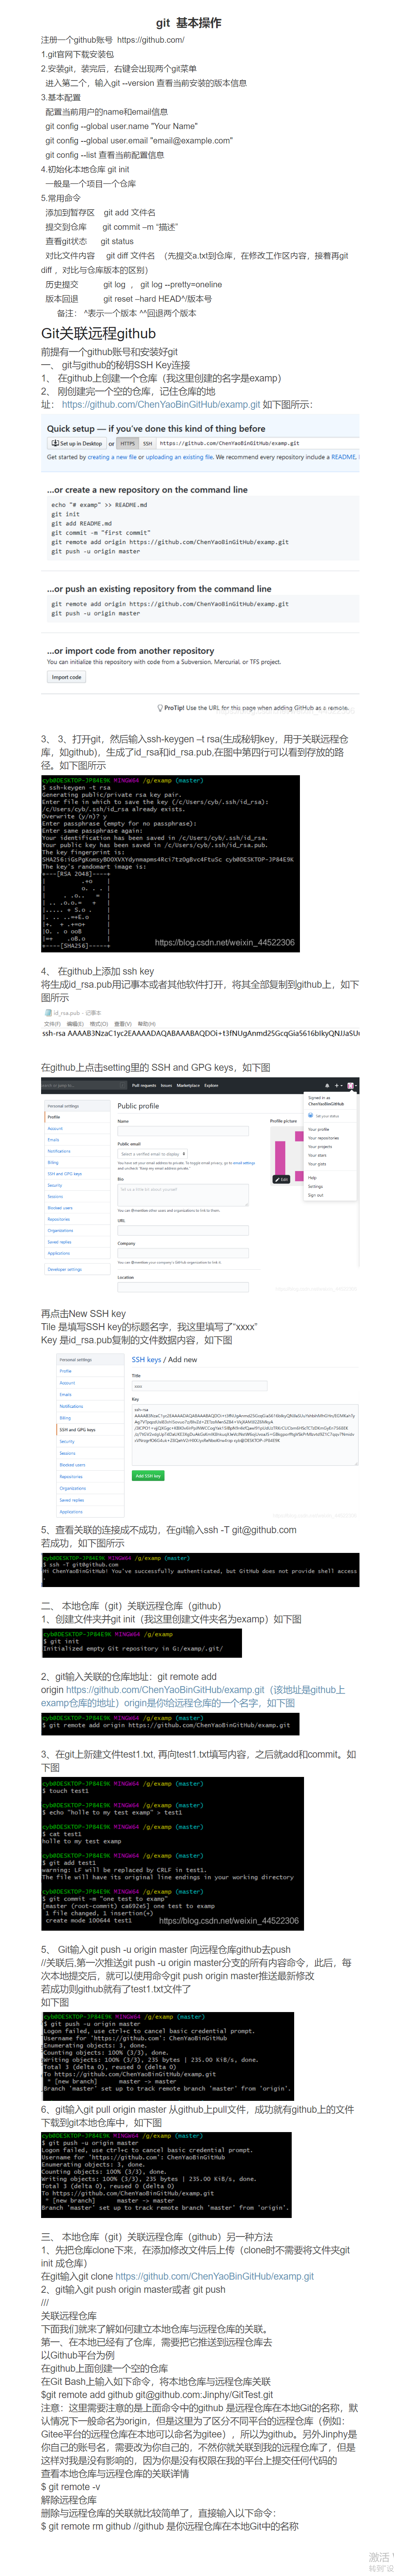 git 基本操作
注册一个github账号 https://github.com/
1.git官网下载安装包
2.安装git，装完后，右键会出现两个git菜单
进入第二个，输入git --version 查看当前安装的版本信息
3.基本配置
配置当前用户的name和email信息
git config --global user.name "Your Name"
git config --global user.email "email@example.com"
git config --list 查看当前配置信息
4.初始化本地仓库 git init
一般是一个项目一个仓库
5.常用命令
添加到暂存区 git add 文件名
提交到仓库 git commit –m “描述”
查看git状态 git status
对比文件内容 git diff 文件名 （先提交a.txt到仓库，在修改工作区内容，接着再git
diff ，对比与仓库版本的区别）
历史提交 git log ， git log --pretty=oneline
版本回退 git reset –hard HEAD^/版本号
备注： ^表示一个版本 ^^回退两个版本
Git关联远程github
前提有一个github账号和安装好git
一、 git与github的秘钥SSH Key连接
1、 在github上创建一个仓库（我这里创建的名字是examp）
2、 刚创建完一个空的仓库，记住仓库的地
址： https://github.com/ChenYaoBinGitHub/examp.git 如下图所示：
Quick setup — if you've done this kind of thing before
Set up in Desktop or HTTPS SSH https://github.com/ChenYaoBinGitHub/examp.git
Get started by creating a new file or uploading an existing file. We recommend every repository include a README,
...or create a new repository on the command line
echo "# examp" >> README.md
git init
git add README.md
git commit -m "first commit"
git remote add origin https://github.com/ChenYaoBinGitHub/examp.git
git push -u origin master
...or push an existing repository from the command line
git remote add origin https://github.com/ChenYaoBinGitHub/examp.git
git push -u origin master
...or import code from another repository
You can initialize this repository with code from a Subversion, Mercurial, or TFS project.
Import code
ProTip! Use the URL for this page when adding GitHub as a remote.
3、 3、打开git，然后输入ssh-keygen –t rsa(生成秘钥key，用于关联远程仓
库，如github)，生成了id_rsa和id_rsa.pub,在图中第四行可以看到存放的路
径。如下图所示
cyb@DESKTOP-JP84E9K MINGW64 /g/examp (master)
$ ssh-keygen -t rsa
Generating public/private rsa key pair.
Enter file in which to save the key (/c/Users/cyb/.ssh/id_rsa):
/c/Users/cyb/.ssh/id_rsa already exists.
Overwrite (y/n)? y
Enter passphrase (empty for no passphrase):
Enter same passphrase again:
Your identification has been saved in /c/Users/cyb/.ssh/id_rsa.
Your public key has been saved in /c/Users/cyb/.ssh/id_rsa.pub.
The key fingerprint is:
The key's randomart image is:
+---[RSA 2048]----+
+----[SHA256]-----+
https://blog.csdn.net/weixin_44522306
4、 在github上添加 ssh key
将生成id_rsa.pub用记事本或者其他软件打开，将其全部复制到github上，如下
图所示
id_rsa.pub - 记事本
文件(F) 编辑(E) 格式(O) 查看(V) 帮助(H)
在github上点击setting里的 SSH and GPG keys，如下图
Pull requests Issues Marketplace Explore
Personal settings
Profile
Account
Emails
Notifications
Billing
SSH and GPG keys
Security
Sessions
Blocked users
Repositories
Organizations
Saved replies
Applications
Developer settings
Public profile
Name
Public email
Select a verified email to display
Bio
URL
Company
Location
Profile picture
Edit
Signed in as
ChenYaoBinGitHub
Set your status
Your profile
Your repositories
Your projects
Your stars
Your gists
Help
Settings
Sign out
再点击New SSH key
Tile 是填写SSH key的标题名字，我这里填写了“xxxx”
Key 是id_rsa.pub复制的文件数据内容，如下图
Personal settings
Profile
Account
Emails
Notifications
Billing
SSH and GPG keys
Security
Sessions
Blocked users
Repositories
Organizations
Saved replies
Applications
SSH keys / Add new
Title
Key
ssh-rsa
Add SSH key
5、查看关联的连接成不成功，在git输入ssh -T git@github.com
若成功，如下图所示
cyb@DESKTOP-JP84E9K MINGW64 /g/examp (master)
$ ssh -T git@github.com
Hi ChenYaoBinGitHub! You've successfully authenticated, but GitHub does not provide shell access
.
二、 本地仓库（git）关联远程仓库（github）
1、创建文件夹并git init（我这里创建文件夹名为examp）如下图
cyb@DESKTOP-JP84E9K MINGW64 /g/examp
$ git init
Initialized empty Git repository in G:/examp/.git/
2、git输入关联的仓库地址：git remote add
origin https://github.com/ChenYaoBinGitHub/examp.git（该地址是github上
examp仓库的地址）origin是你给远程仓库的一个名字，如下图
cyb@DESKTOP-JP84E9K MINGW64 /g/examp (master)
$ git remote add origin https://github.com/ChenYaoBinGitHub/examp.git
3、在git上新建文件test1.txt, 再向test1.txt填写内容，之后就add和commit。如
下图
cyb@DESKTOP-JP84E9K MINGW64 /g/examp (master)
$ touch test1
cyb@DESKTOP-JP84E9K MINGW64 /g/examp (master)
$ echo "holle to my test examp" > test1
cyb@DESKTOP-JP84E9K MINGW64 /g/examp (master)
$ cat test1
holle to my test examp
cyb@DESKTOP-JP84E9K MINGW64 /g/examp (master)
$ git add test1
warning: LF will be replaced by CRLF in test1.
The file will have its original line endings in your working directory
cyb@DESKTOP-JP84E9K MINGW64 /g/examp (master)
$ git commit -m "one test to examp"
[master (root-commit) ca692e5] one test to examp
1 file changed, 1 insertion(+)
create mode 100644 test1
https://blog.csdn.net/weixin_44522306
5、 Git输入git push -u origin master 向远程仓库github去push
//关联后,第一次推送git push -u origin master分支的所有内容命令，此后，每
次本地提交后，就可以使用命令git push origin master推送最新修改
若成功则github就有了test1.txt文件了
如下图
cyb@DESKTOP-JP84E9K MINGW64 /g/examp (master)
$ git push -u origin master
Logon failed, use ctrl+c to cancel basic credential prompt.
Username for 'https://github.com': ChenYaoBinGitHub
Enumerating objects: 3, done.
Counting objects: 100% (3/3), done.
Writing objects: 100% (3/3), 235 bytes | 235.00 KiB/s, done.
Total 3 (delta 0), reused 0 (delta 0)
To https://github.com/ChenYaoBinGitHub/examp.git
* [new branch] master -> master
Branch 'master' set up to track remote branch 'master' from 'origin'.
6、git输入git pull origin master 从github上pull文件，成功就有github上的文件
下载到git本地仓库中，如下图
cyb@DESKTOP-JP84E9K MINGW64 /g/examp (master)
$ git push -u origin master
Logon failed, use ctrl+c to cancel basic credential prompt.
Username for 'https://github.com': ChenYaoBinGitHub
Enumerating objects: 3, done.
Counting objects: 100% (3/3), done.
Writing objects: 100% (3/3), 235 bytes | 235.00 KiB/s, done.
Total 3 (delta 0), reused 0 (delta 0)
To https://github.com/ChenYaoBinGitHub/examp.git
* [new branch] master -> master
Branch 'master' set up to track remote branch 'master' from 'origin'.
三、 本地仓库（git）关联远程仓库（github）另一种方法
1、先把仓库clone下来，在添加修改文件后上传（clone时不需要将文件夹git
init 成仓库）
在git输入git clone https://github.com/ChenYaoBinGitHub/examp.git
2、git输入git push origin master或者 git push
///
关联远程仓库
下面我们就来了解如何建立本地仓库与远程仓库的关联。
第一、在本地已经有了仓库，需要把它推送到远程仓库去
以Github平台为例
在github上面创建一个空的仓库
在Git Bash上输入如下命令，将本地仓库与远程仓库关联
$git remote add github git@github.com:Jinphy/GitTest.git
注意：这里需要注意的是上面命令中的github 是远程仓库在本地Git的名称，默
认情况下一般命名为origin，但是这里为了区分不同平台的远程仓库（例如：
Gitee平台的远程仓库在本地可以命名为gitee），所以为github。另外Jinphy是
你自己的账号名，需要改为你自己的，不然你就关联到我的远程仓库了，但是
这样对我是没有影响的，因为你是没有权限在我的平台上提交任何代码的
查看本地仓库与远程仓库的关联详情
$ git remote -v
解除远程仓库
删除与远程仓库的关联就比较简单了，直接输入以下命令：
$ git remote rm github //github 是你远程仓库在本地Git中的名称
激活